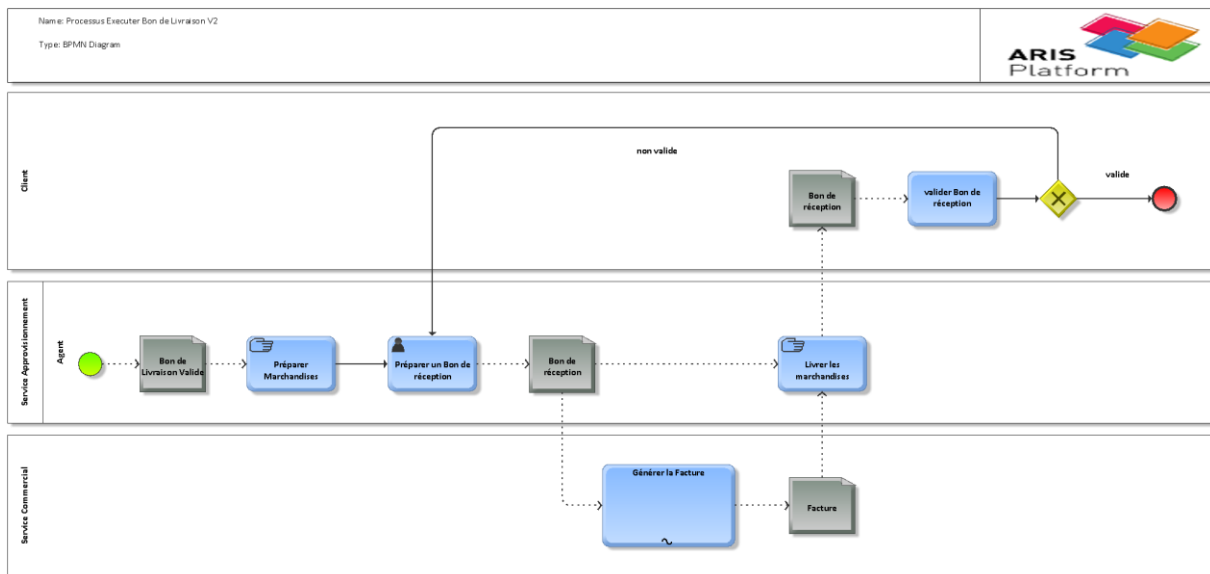 Name: Processus Executer Bon de Livraison V2
Type: BPMN Diagram
ARIS
Platform
Client
non valide
Bon de
réception
valider Bon de
réception
valide
Service Approvisionnement
Agent
Bon de
Livraison Valide
Préparer
Marchandises
Préparer un Bon de
réception
Bon de
réception
Livrer les
marchandises
Service Commercial
Générer la Facture
Facture